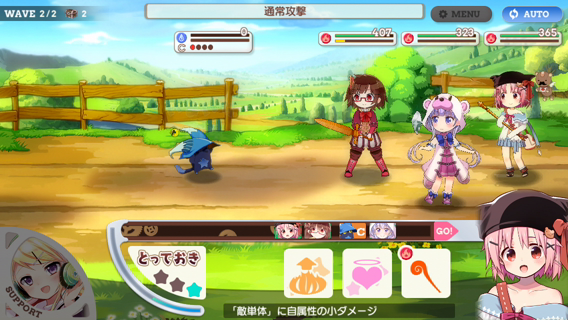 WAVE 2/2 2
通常攻撃
MENU
AUTO
0
C
407
323
365
C
GO!
とっておき
SUPPORT
「敵単体」に自属性の小ダメージ